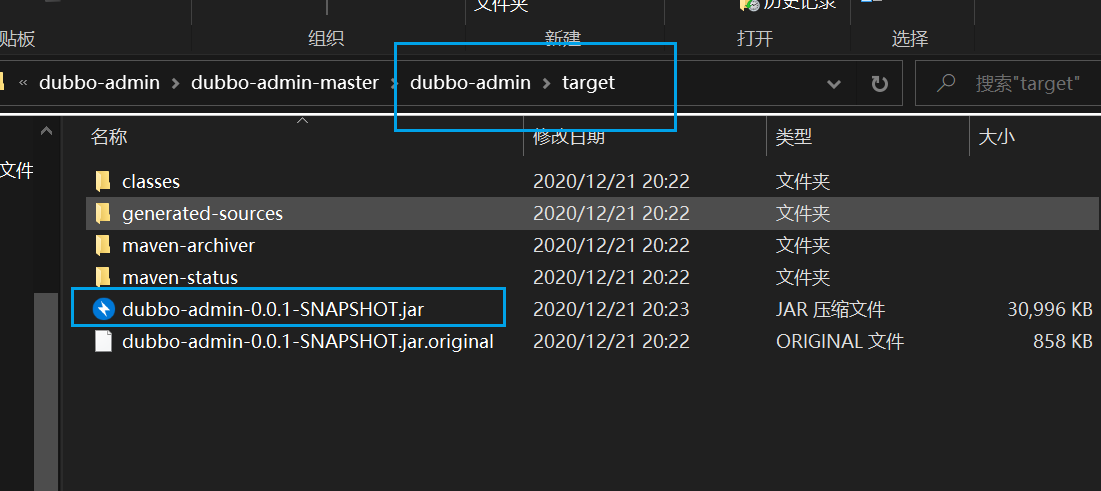 文件夹
历史记录
贴板 组织 新建 打开 选择
« dubbo-admin > dubbo-admin-master > dubbo-admin > target 搜索"target"
名称 修改日期 类型 大小
文件
classes 2020/12/21 20:22 文件夹
generated-sources 2020/12/21 20:22 文件夹
maven-archiver 2020/12/21 20:22 文件夹
maven-status 2020/12/21 20:22 文件夹
dubbo-admin-0.0.1-SNAPSHOT.jar 2020/12/21 20:23 JAR 压缩文件 30,996 KB
dubbo-admin-0.0.1-SNAPSHOT.jar.original 2020/12/21 20:22 ORIGINAL 文件 858 KB